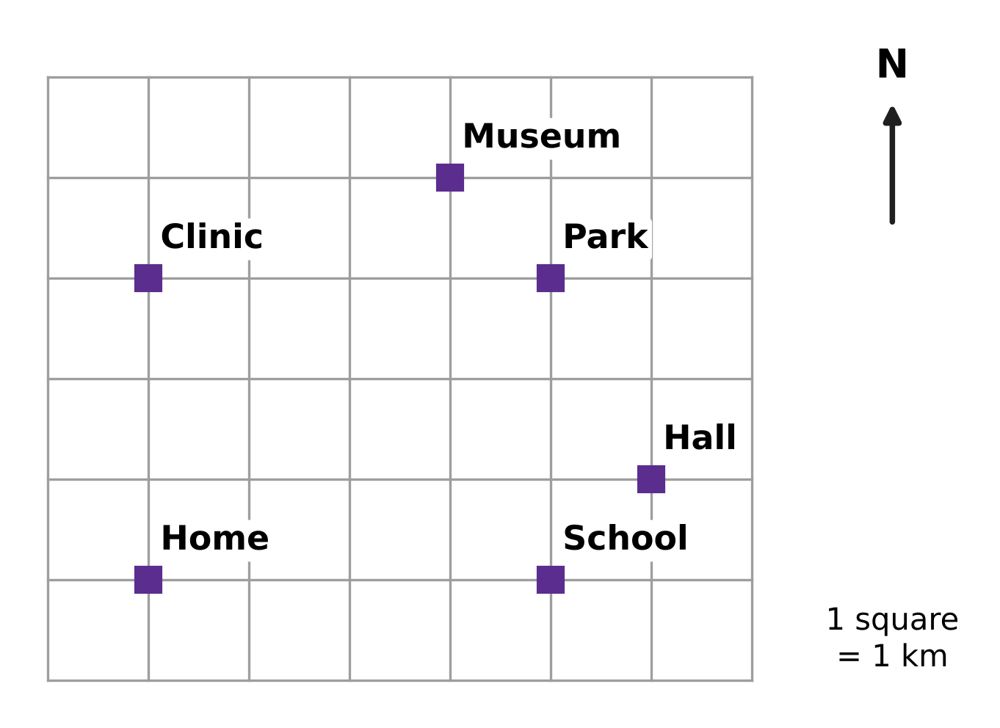 N
Museum
Clinic
Park
Hall
Home
School
1 square
= 1 km